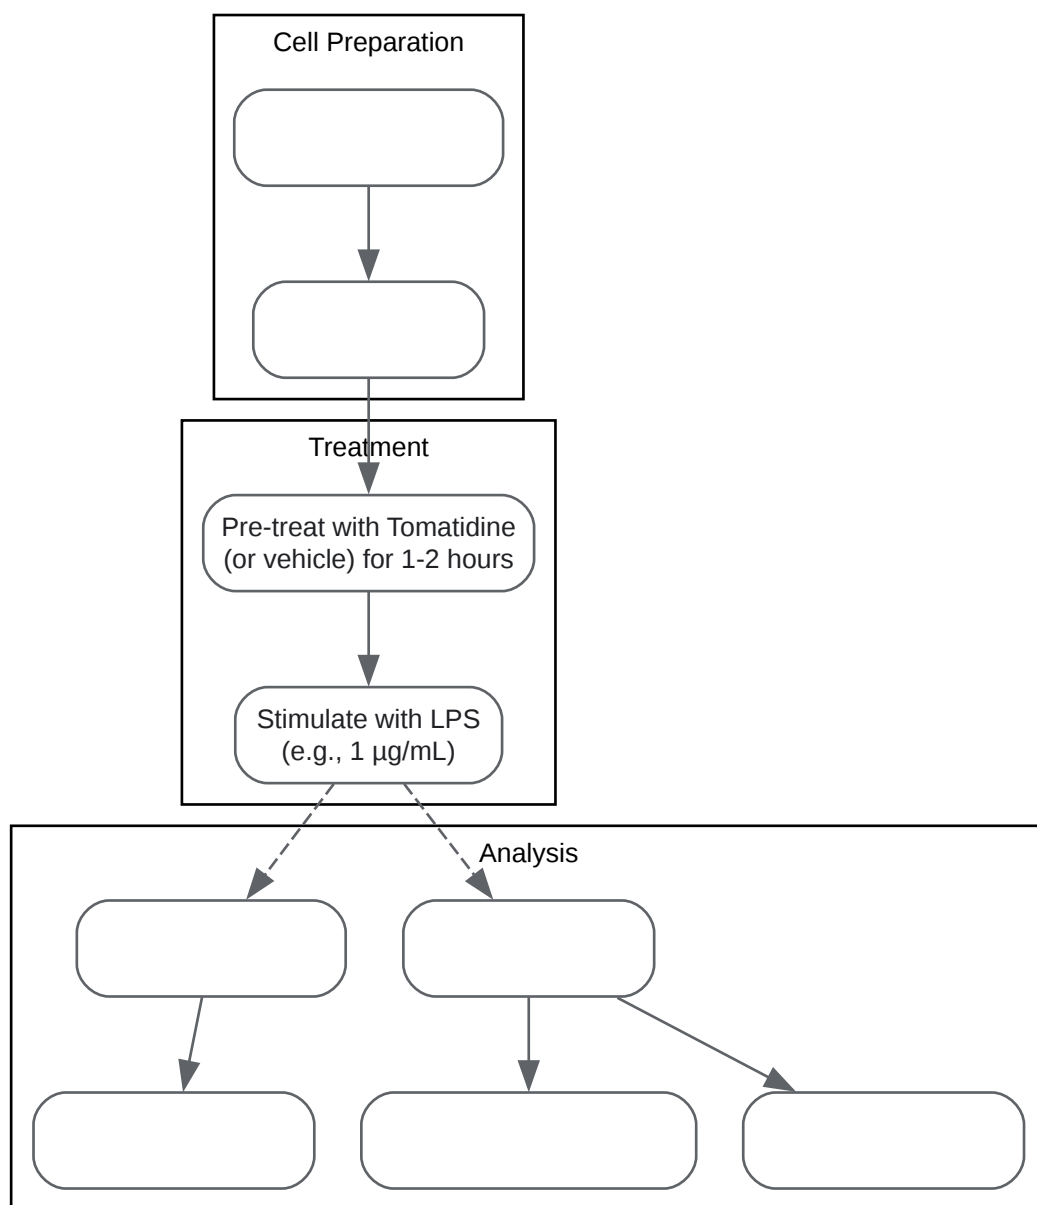 Cell Preparation
Treatment
Pre-treat with Tomatidine
(or vehicle) for 1-2 hours
Stimulate with LPS
(e.g., 1 µg/mL)
Analysis